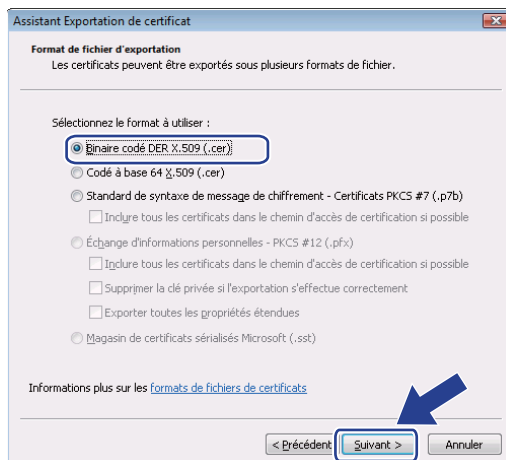 Assistant Exportation de certificat
Format de fichier d'exportation
Les certificats peuvent être exportés sous plusieurs formats de fichier.
Sélectionnez le format à utiliser :
Binaire codé DER X.509 (.cer)
Codé à base 64 X.509 (.cer)
Standard de syntaxe de message de chiffrement - Certificats PKCS #7 (.p7b)
Inclure tous les certificats dans le chemin d'accès de certification si possible
Échange d'informations personnelles - PKCS #12 (.pfx)
Inclure tous les certificats dans le chemin d'accès de certification si possible
Supprimer la clé privée si l'exportation s'effectue correctement
Exporter toutes les propriétés étendues
Magasin de certificats sérialisés Microsoft (.sst)
Informations plus sur les formats de fichiers de certificats
< Précédent Suivant > Annuler